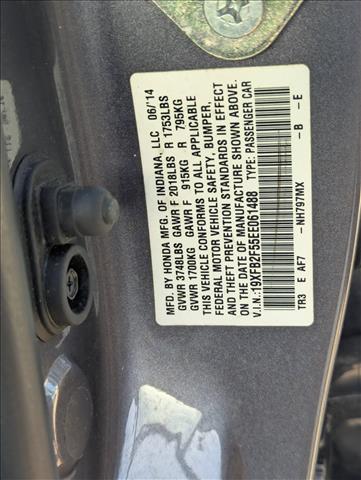 MFD. BY HONDA MFG. OF INDIANA, LLC 06/'14
GVWR 3748LBS GAWR F 2018LBS R 1753LBS
GVWR 1700KG GAWR F 915KG R 795KG
THIS VEHICLE CONFORMS TO ALL APPLICABLE
FEDERAL MOTOR VEHICLE SAFETY, BUMPER,
AND THEFT PREVENTION STANDARDS IN EFFECT
ON THE DATE OF MANUFACTURE SHOWN ABOVE.
V.I.N.:19XFB2F55EE061488 TYPE: PASSENGER CAR
TR3 E AF7 -NH797MX -B -E